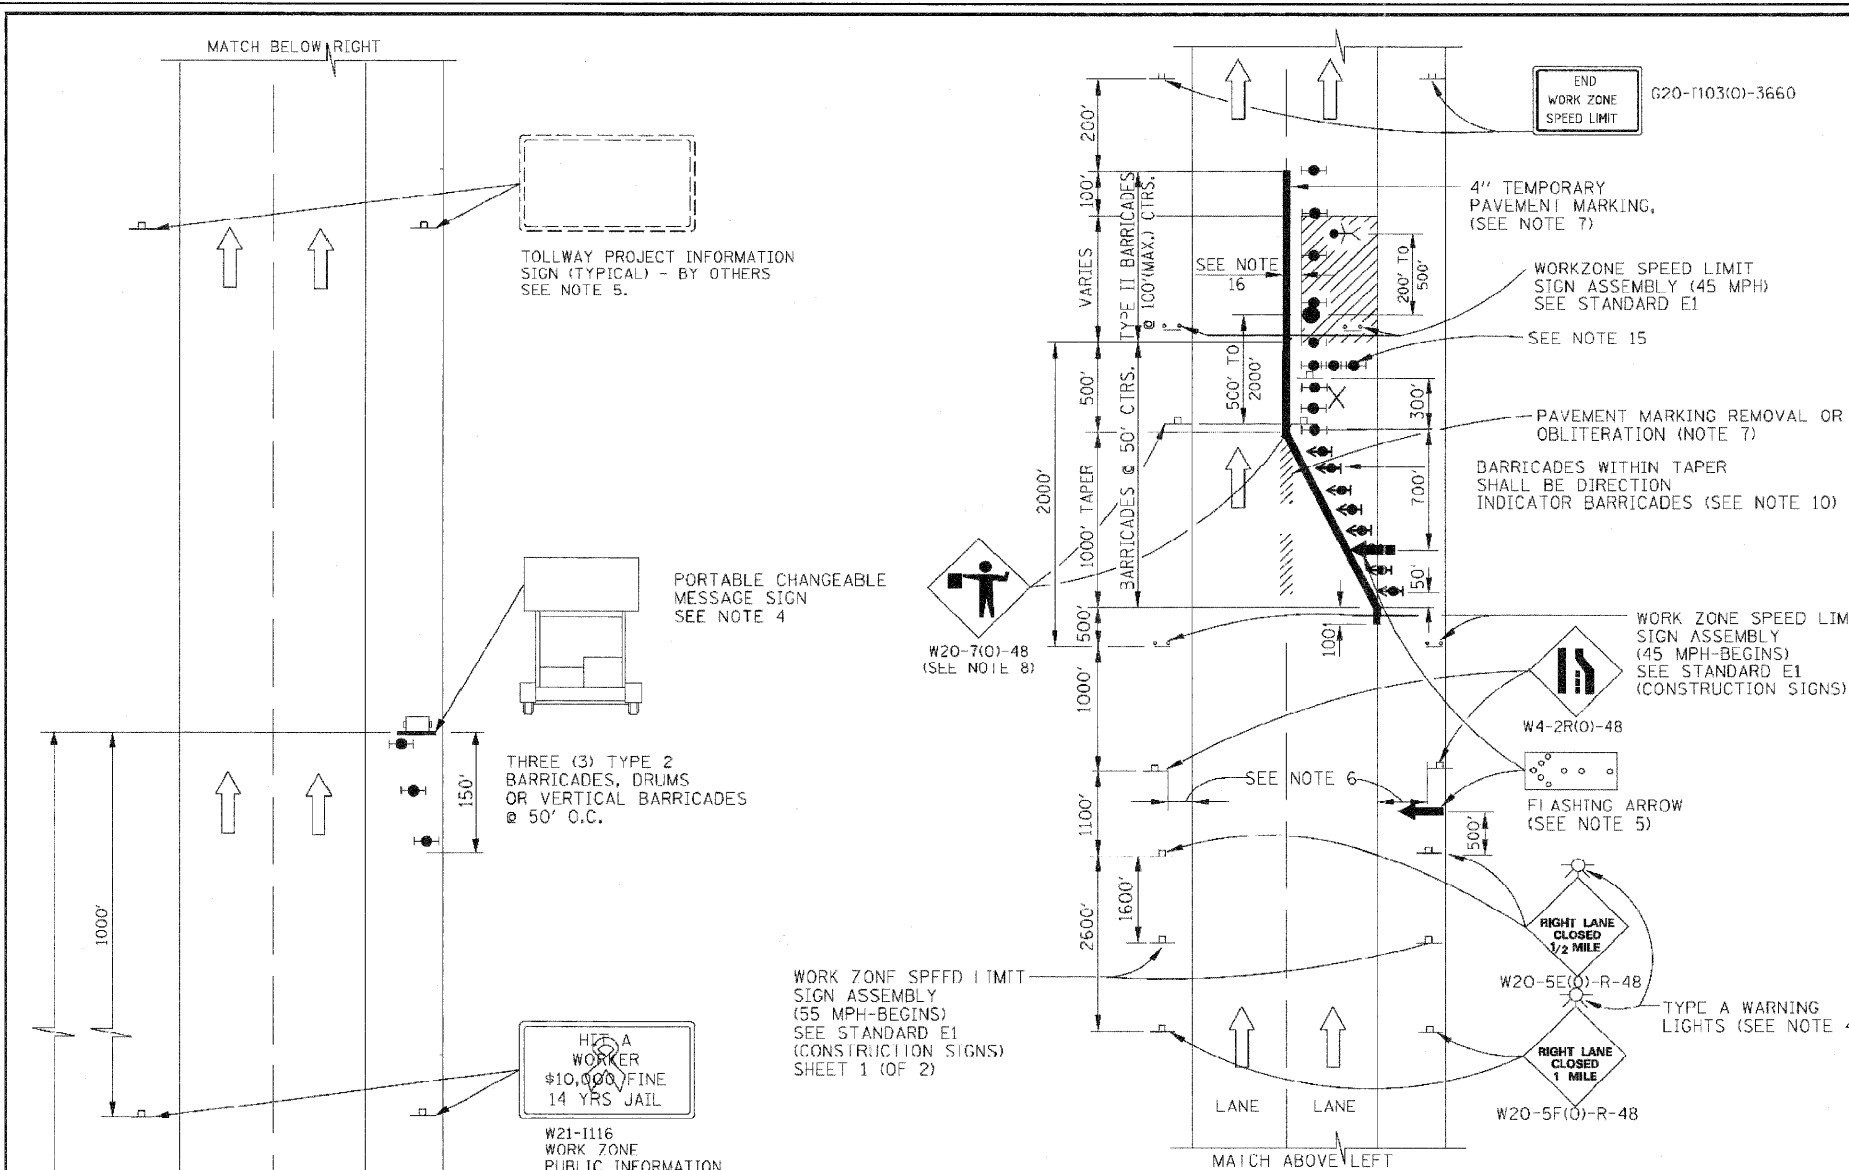 MATCH BELOW RIGHT
TOLLWAY PROJECT INFORMATION
SIGN (TYPICAL) - BY OTHERS
SEE NOTE 5.
PORTABLE CHANGEABLE
MESSAGE SIGN
SEE NOTE 4
THREE (3) TYPE 2
BARRICADES, DRUMS
OR VERTICAL BARRICADES
@ 50' O.C.
150'
1000'
HIT A
WORKER
$10,000 FINE
14 YRS JAIL
W21-I116
WORK ZONE
PUBLIC INFORMATION
END
WORK ZONE
SPEED LIMIT
G20-I103(O)-3660
200'
100'
VARIES
500'
1000' TAPER
2000'
500'
1000'
1100'
2600'
1600'
TYPE II BARRICADES
@ 100'(MAX.) CTRS.
BARRICADES @ 50' CTRS.
SEE NOTE
16
500' TO
2000'
200' TO
500'
300'
700'
50'
100'
4" TEMPORARY
PAVEMENT MARKING,
(SEE NOTE 7)
WORKZONE SPEED LIMIT
SIGN ASSEMBLY (45 MPH)
SEE STANDARD E1
SEE NOTE 15
PAVEMENT MARKING REMOVAL OR
OBLITERATION (NOTE 7)
BARRICADES WITHIN TAPER
SHALL BE DIRECTION
INDICATOR BARRICADES (SEE NOTE 10)
W20-7(O)-48
(SEE NOTE 8)
WORK ZONE SPEED LIM
SIGN ASSEMBLY
(45 MPH-BEGINS)
SEE STANDARD E1
(CONSTRUCTION SIGNS)
W4-2R(O)-48
SEE NOTE 6
FLASHING ARROW
(SEE NOTE 5)
500'
RIGHT LANE
CLOSED
1/2 MILE
W20-5E(O)-R-48
TYPE A WARNING
LIGHTS (SEE NOTE 4
RIGHT LANE
CLOSED
1 MILE
W20-5F(O)-R-48
WORK ZONE SPEED LIMIT
SIGN ASSEMBLY
(55 MPH-BEGINS)
SEE STANDARD E1
(CONSTRUCTION SIGNS)
SHEET 1 (OF 2)
LANE LANE
MATCH ABOVE LEFT